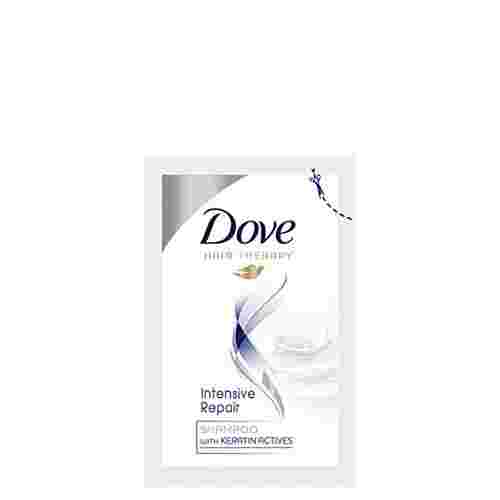 Dove
HAIR THERAPY
Intensive
Repair
SHAMPOO
WITH KERATIN ACTIVES